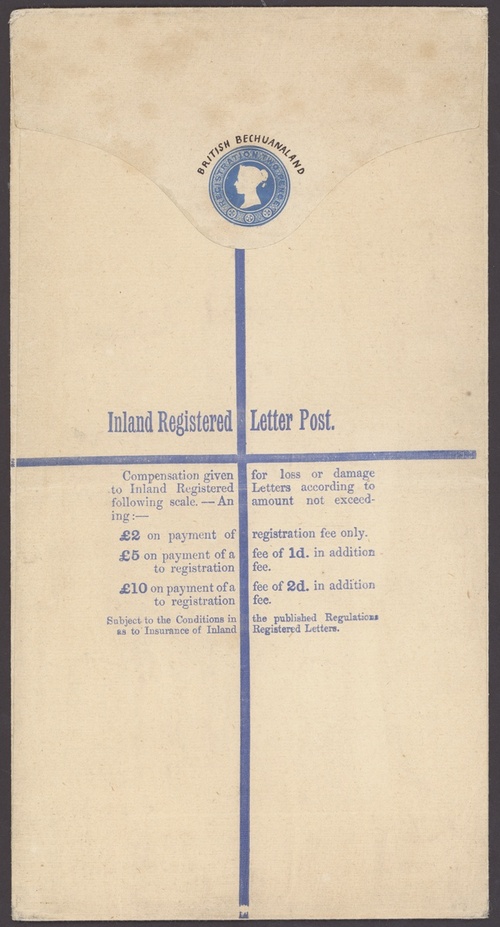 BRITISH BECHUANALAND
REGISTRATION TWO PENCE
Inland Registered Letter Post.
Compensation given for loss or damage
to Inland Registered Letters according to
following scale. — An amount not exceed-
ing:—
£2 on payment of registration fee only.
£5 on payment of a fee of 1d. in addition
to registration fee.
£10 on payment of a fee of 2d. in addition
to registration fee.
Subject to the Conditions in the published Regulations
as to Insurance of Inland Registered Letters.